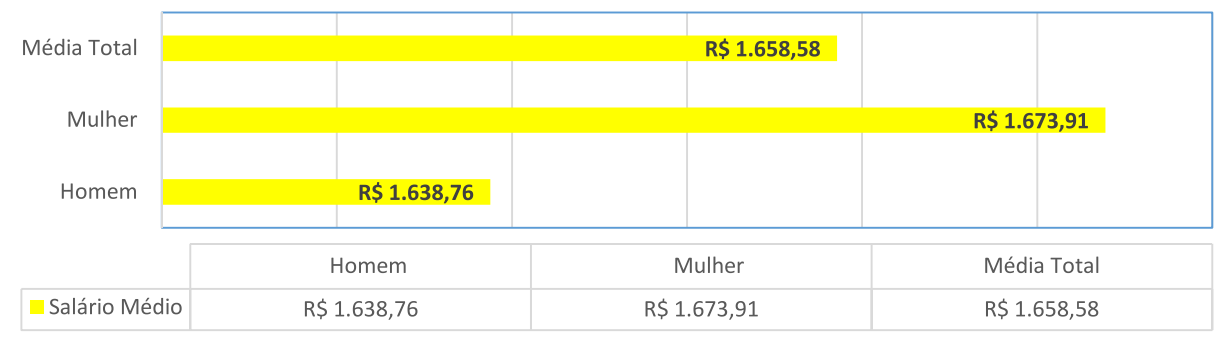 Média Total
R$ 1.658,58
Mulher
R$ 1.673,91
Homem
R$ 1.638,76
Homem Mulher Média Total
Salário Médio R$ 1.638,76 R$ 1.673,91 R$ 1.658,58